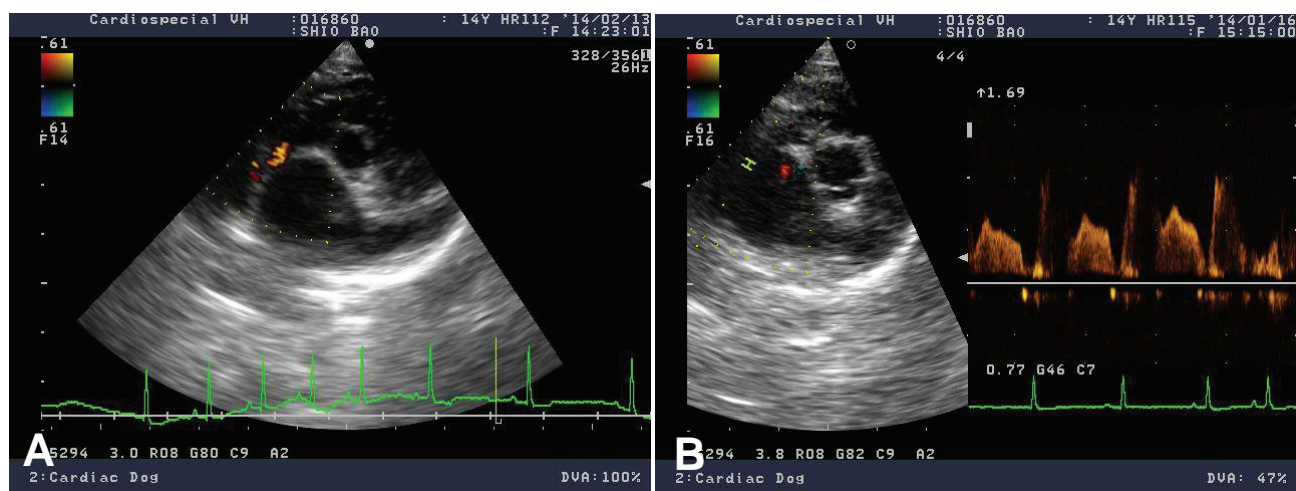 Cardiospecial VH :016860 : 14Y HR112 '14/02/13
:SHIO BAO :F 14:23:01
.61
328/3561
26Hz
.61
F14
A
5294 3.0 R08 G80 C9 A2
2:Cardiac Dog DVA:100%
Cardiospecial VH :016860 : 14Y HR115 '14/01/16
:SHIO BAO :F 15:15:00
.61
4/4
↑1.69
.61
F16
0.77 G46 C7
B
5294 3.8 R08 G82 C9 A2
2:Cardiac Dog DVA: 47%